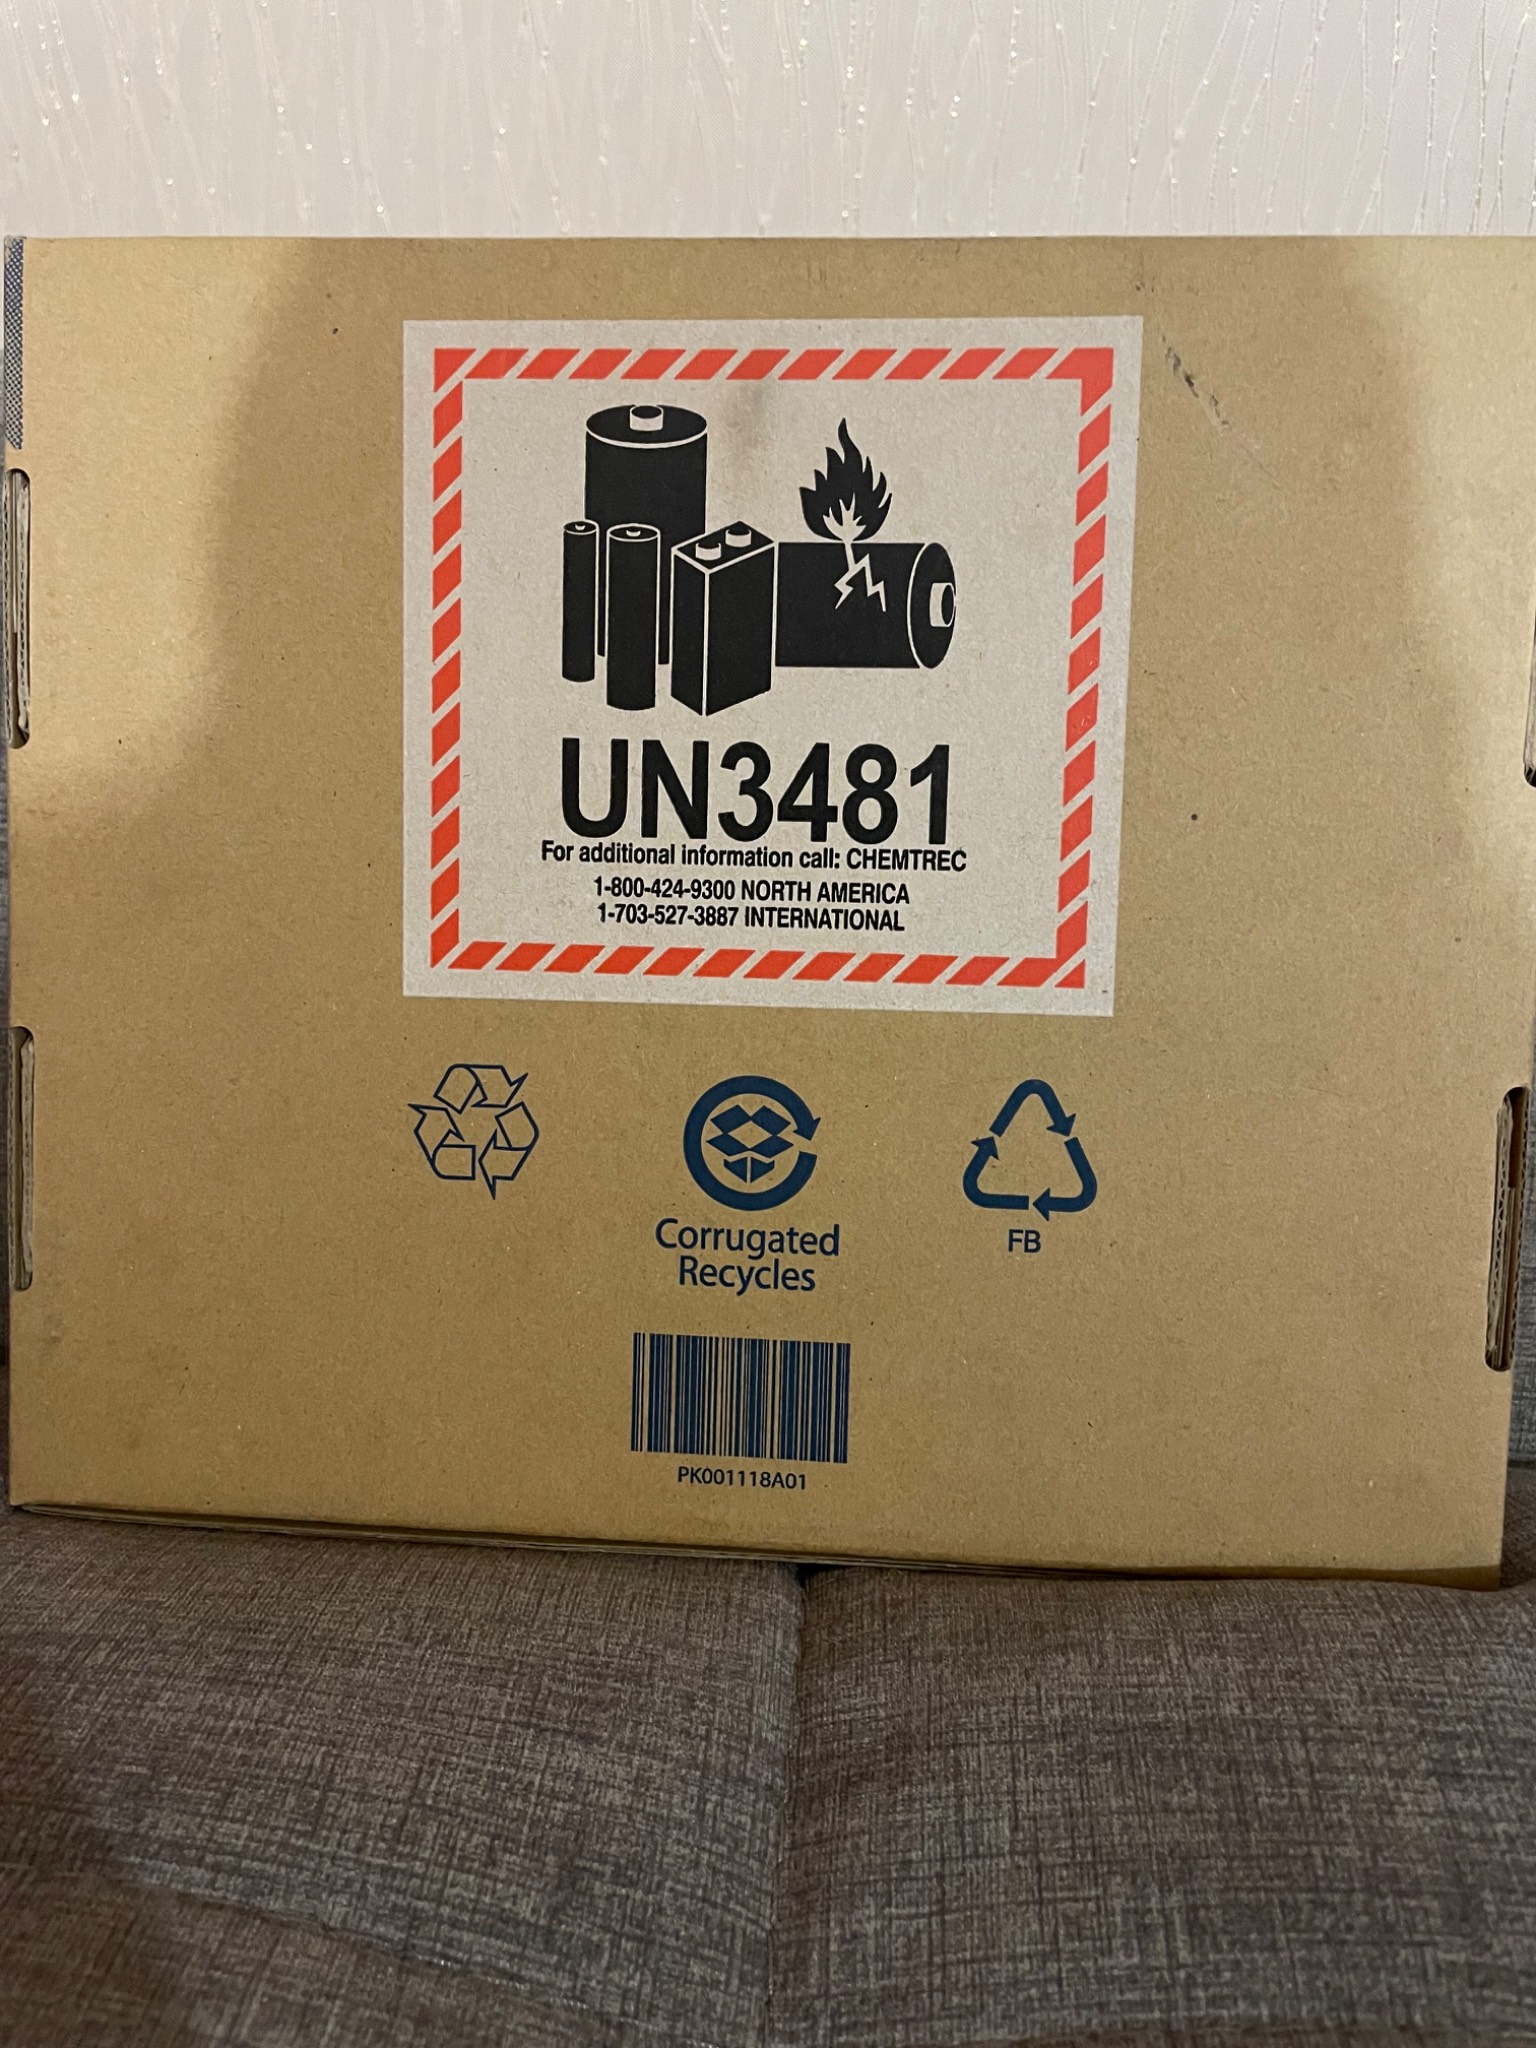 UN3481
For additional information call: CHEMTREC
1-800-424-9300 NORTH AMERICA
1-703-527-3887 INTERNATIONAL
Corrugated
Recycles
FB
PK001118A01